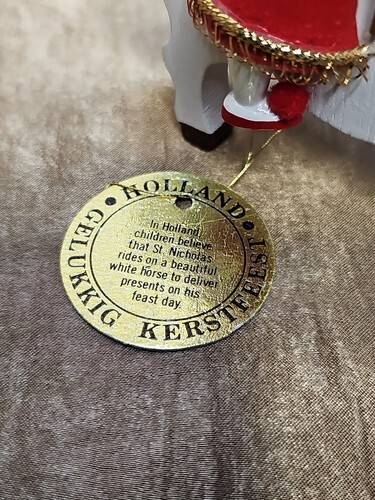 • HOLLAND •
GELUKKIG KERSTFEEST
In Holland
children believe
that St. Nicholas
rides on a beautiful
white horse to deliver
presents on his
feast day.